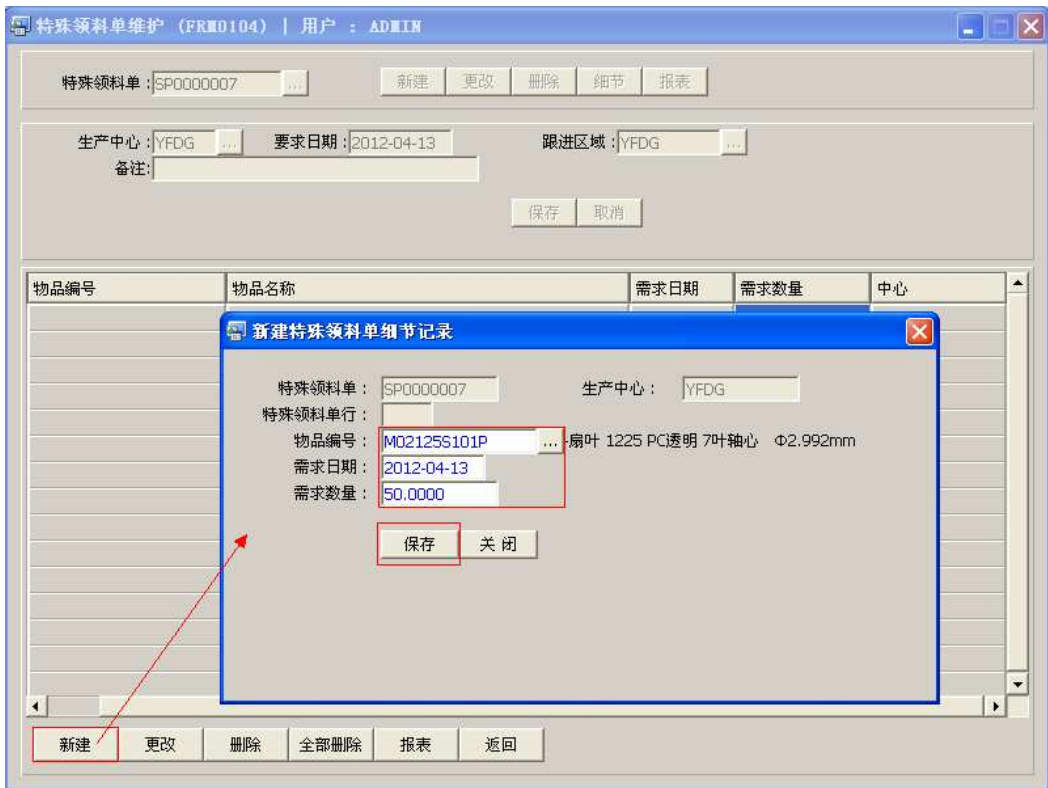 特殊领料单维护 (FRM0104) | 用户 : ADMIN
特殊领料单: SP0000007 ... 新建 更改 删除 细节 报表
生产中心: YFDG ... 要求日期: 2012-04-13 跟进区域: YFDG ...
备注:
保存 取消
物品编号 物品名称 需求日期 需求数量 中心
新建特殊领料单细节记录
特殊领料单: SP0000007 生产中心: YFDG
特殊领料单行:
物品编号: M02125S101P ... 扇叶 1225 PC透明 7叶轴心 Φ2.992mm
需求日期: 2012-04-13
需求数量: 50.0000
保存 关 闭
新建 更改 删除 全部删除 报表 返回